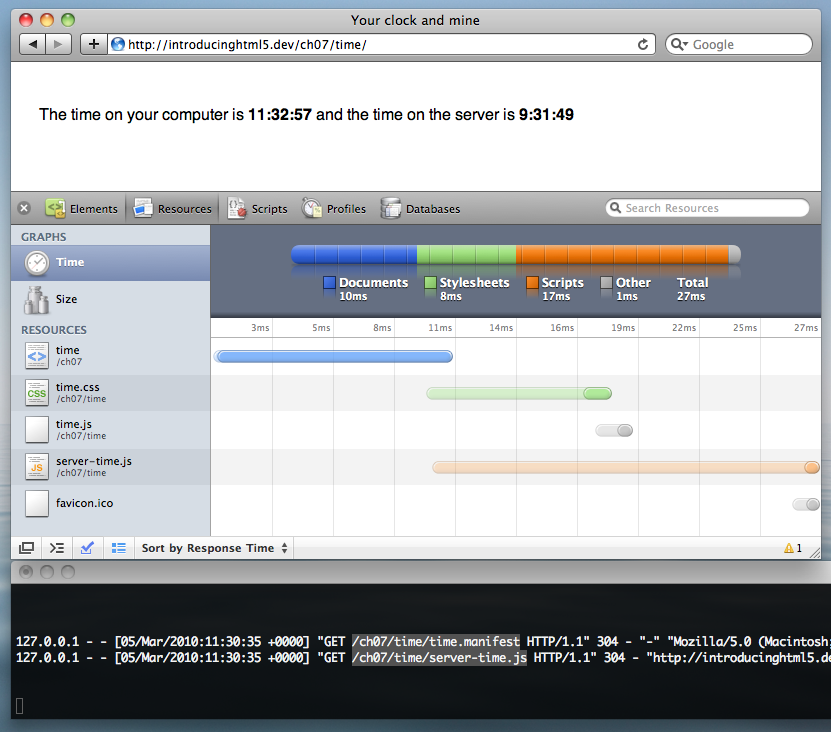 Your clock and mine
http://introducinghtml5.dev/ch07/time/
Google
The time on your computer is 11:32:57 and the time on the server is 9:31:49
Elements Resources Scripts Profiles Databases
Search Resources
GRAPHS
Time
Size
Documents 10ms
Stylesheets 8ms
Scripts 17ms
Other 1ms
Total 27ms
RESOURCES
3ms 5ms 8ms 11ms 14ms 16ms 19ms 22ms 25ms 27ms
time
/ch07
CSS
time.css
/ch07/time
time.js
/ch07/time
JS
server-time.js
/ch07/time
favicon.ico
Sort by Response Time
1
127.0.0.1 - - [05/Mar/2010:11:30:35 +0000] "GET /ch07/time/time.manifest HTTP/1.1" 304 - "-" "Mozilla/5.0 (Macintosh;
127.0.0.1 - - [05/Mar/2010:11:30:35 +0000] "GET /ch07/time/server-time.js HTTP/1.1" 304 - "http://introducinghtml5.de